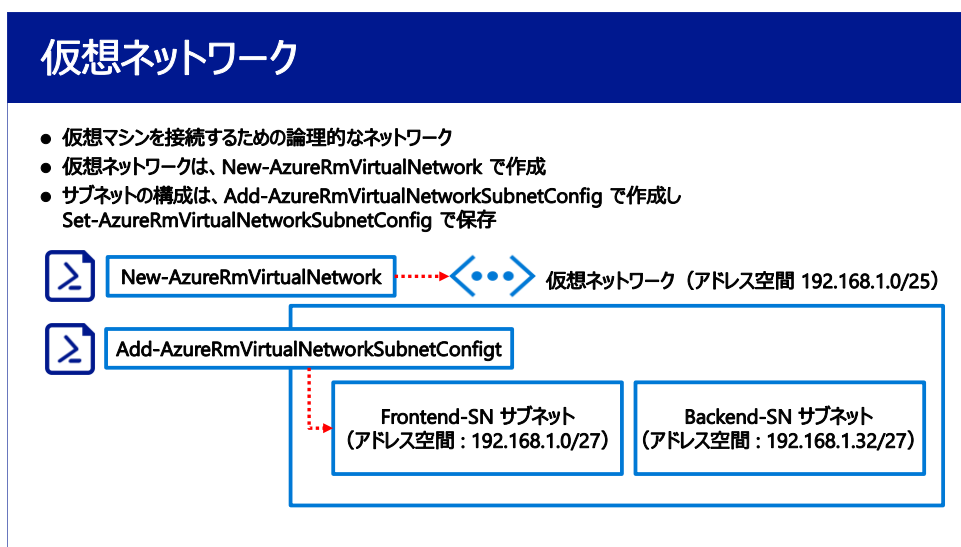 仮想ネットワーク
● 仮想マシンを接続するための論理的なネットワーク
● 仮想ネットワークは、New-AzureRmVirtualNetwork で作成
● サブネットの構成は、Add-AzureRmVirtualNetworkSubnetConfig で作成し
Set-AzureRmVirtualNetworkSubnetConfig で保存
New-AzureRmVirtualNetwork
仮想ネットワーク（アドレス空間 192.168.1.0/25）
Add-AzureRmVirtualNetworkSubnetConfigt
Frontend-SN サブネット
（アドレス空間 : 192.168.1.0/27）
Backend-SN サブネット
（アドレス空間 : 192.168.1.32/27）